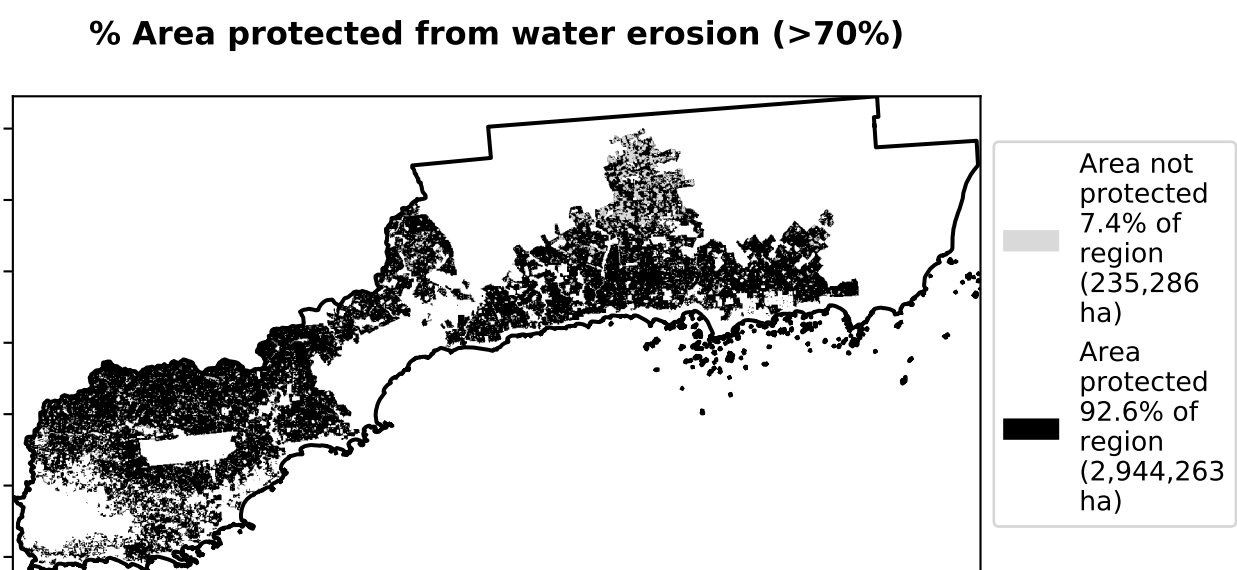 % Area protected from water erosion (>70%)
Area not
protected
7.4% of
region
(235,286
ha)
Area
protected
92.6% of
region
(2,944,263
ha)